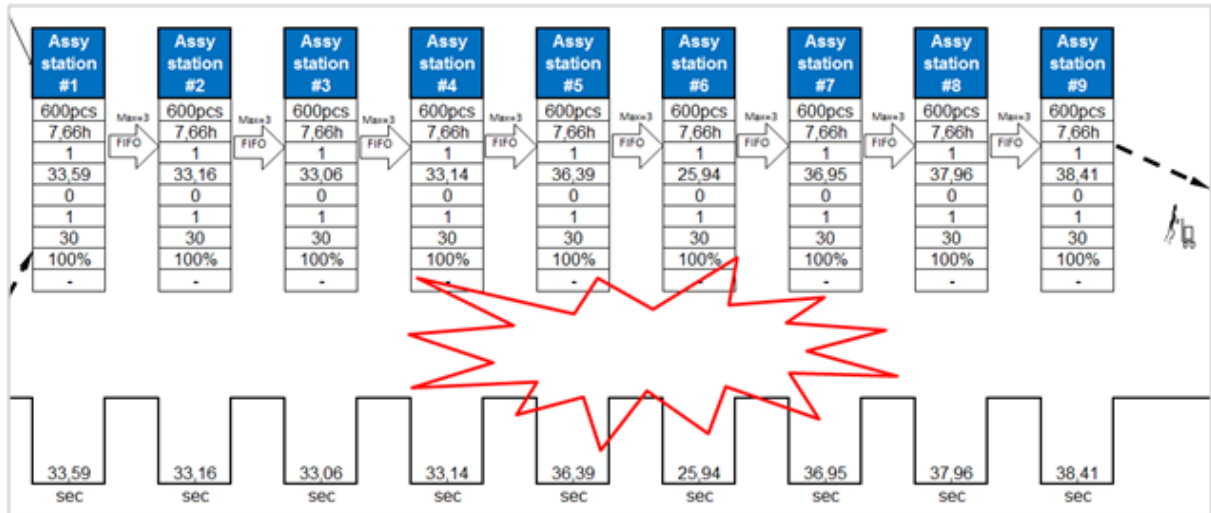 Assy station #1
Assy station #2
Assy station #3
Assy station #4
Assy station #5
Assy station #6
Assy station #7
Assy station #8
Assy station #9
600pcs 600pcs 600pcs 600pcs 600pcs 600pcs 600pcs 600pcs 600pcs
Max=3 Max=3 Max=3 Max=3 Max=3 Max=3 Max=3 Max=3
7,66h 7,66h 7,66h 7,66h 7,66h 7,66h 7,66h 7,66h 7,66h
FIFO FIFO FIFO FIFO FIFO FIFO FIFO FIFO
1 1 1 1 1 1 1 1 1
33,59 33,16 33,06 33,14 36,39 25,94 36,95 37,96 38,41
0 0 0 0 0 0 0 0 0
1 1 1 1 1 1 1 1 1
30 30 30 30 30 30 30 30 30
100% 100% 100% 100% 100% 100% 100% 100% 100%
- - - - - - - - -
33,59 33,16 33,06 33,14 36,39 25,94 36,95 37,96 38,41
sec sec sec sec sec sec sec sec sec